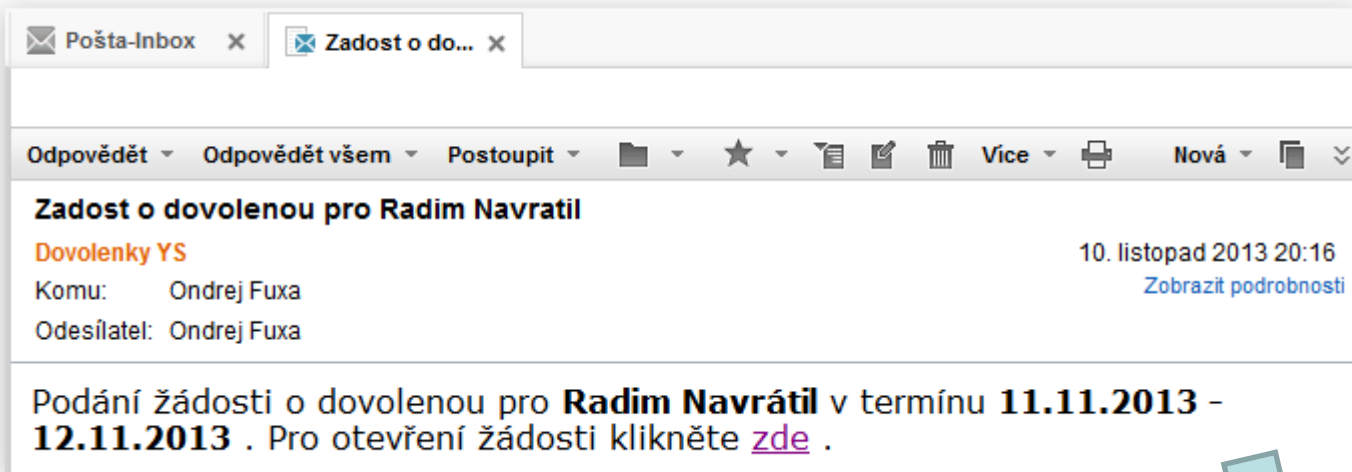 Pošta-Inbox
Zadost o do...
Odpovědět Odpovědět všem Postoupit Více Nová
Zadost o dovolenou pro Radim Navratil
Dovolenky YS 10. listopad 2013 20:16
Komu: Ondrej Fuxa Zobrazit podrobnosti
Odesílatel: Ondrej Fuxa
Podání žádosti o dovolenou pro Radim Navrátil v termínu 11.11.2013 -
12.11.2013 . Pro otevření žádosti klikněte zde .